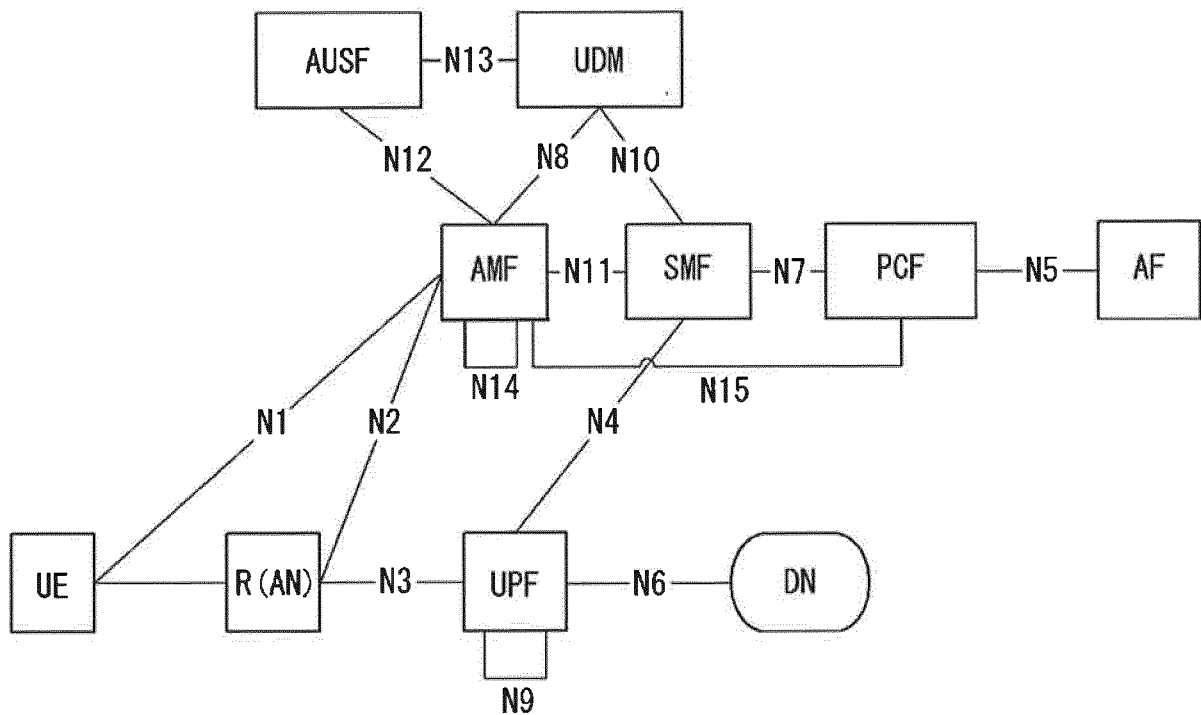 AUSF
N13
UDM
N12
N8
N10
AMF
N11
SMF
N7
PCF
N5
AF
N14
N15
N1
N2
N4
UE
R(AN)
N3
UPF
N6
DN
N9